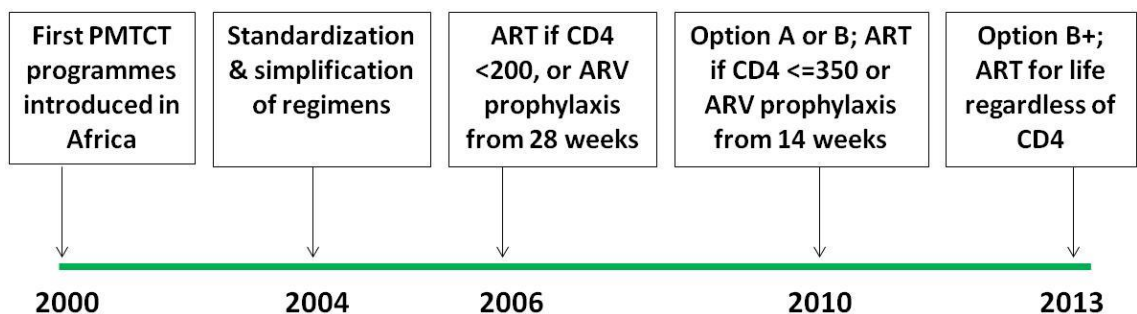 First PMTCT
programmes
introduced in
Africa
Standardization
& simplification
of regimens
ART if CD4
<200, or ARV
prophylaxis
from 28 weeks
Option A or B; ART
if CD4 <=350 or
ARV prophylaxis
from 14 weeks
Option B+;
ART for life
regardless of
CD4
2000
2004
2006
2010
2013